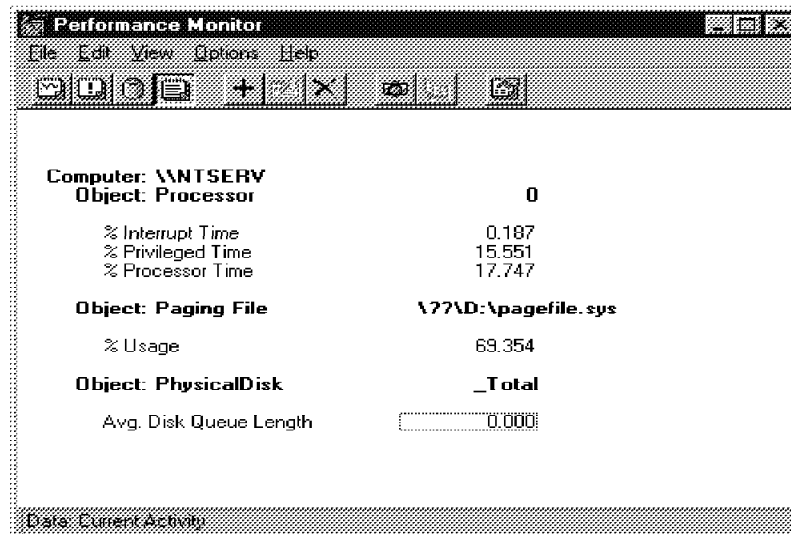 Performance Monitor
File Edit View Options Help
Computer: \\NTSERV
Object: Processor 0
% Interrupt Time 0.187
% Privileged Time 15.551
% Processor Time 17.747
Object: Paging File \??\D:\pagefile.sys
% Usage 69.354
Object: PhysicalDisk _Total
Avg. Disk Queue Length 0.000
Data: Current Activity